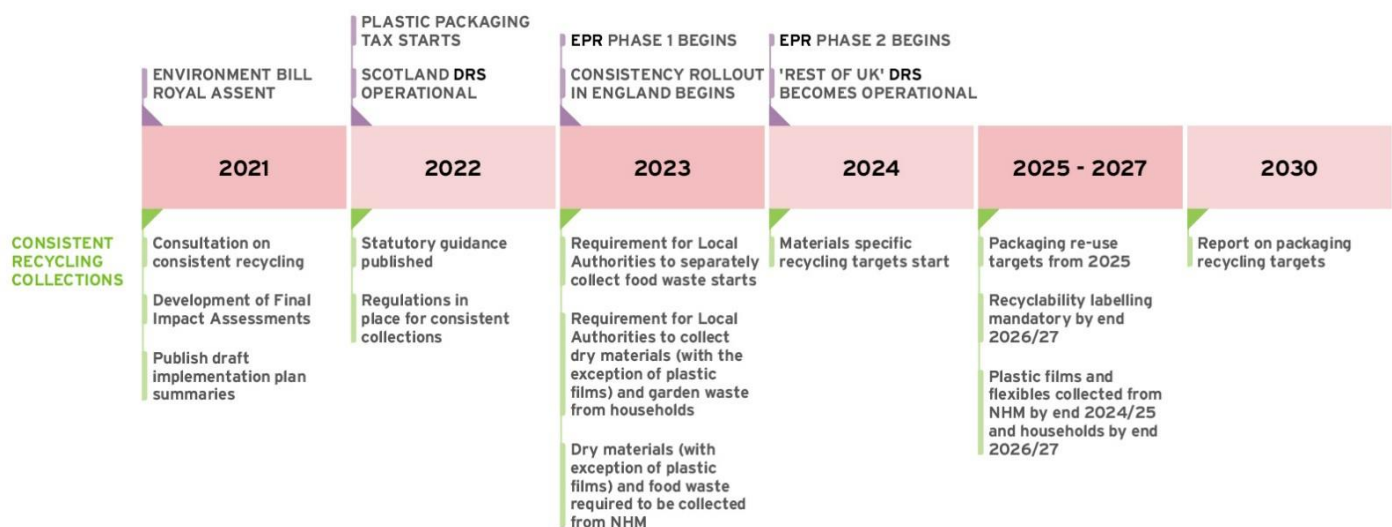 PLASTIC PACKAGING
TAX STARTS
EPR PHASE 1 BEGINS
EPR PHASE 2 BEGINS
ENVIRONMENT BILL
ROYAL ASSENT
SCOTLAND DRS
OPERATIONAL
CONSISTENCY ROLLOUT
IN ENGLAND BEGINS
'REST OF UK' DRS
BECOMES OPERATIONAL
2021
2022
2023
2024
2025 - 2027
2030
CONSISTENT
RECYCLING
COLLECTIONS
Consultation on
consistent recycling
Development of Final
Impact Assessments
Publish draft
implementation plan
summaries
Statutory guidance
published
Regulations in
place for consistent
collections
Requirement for Local
Authorities to separately
collect food waste starts
Requirement for Local
Authorities to collect
dry materials (with the
exception of plastic
films) and garden waste
from households
Dry materials (with
exception of plastic
films) and food waste
required to be collected
from NHM
Materials specific
recycling targets start
Packaging re-use
targets from 2025
Recyclability labelling
mandatory by end
2026/27
Plastic films and
flexibles collected from
NHM by end 2024/25
and households by end
2026/27
Report on packaging
recycling targets